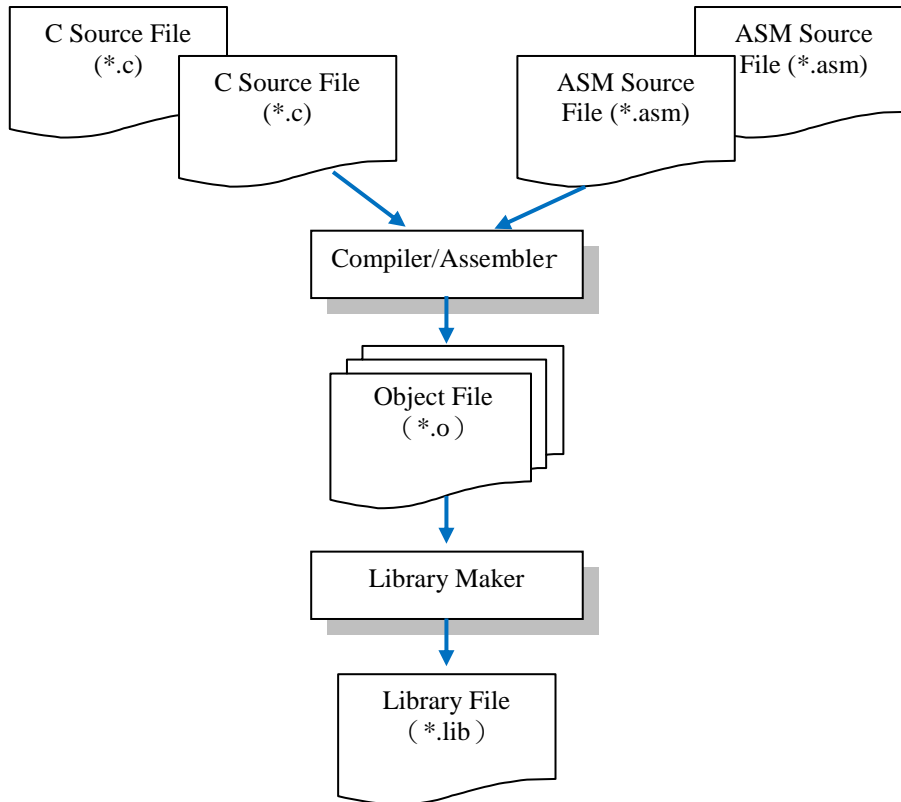 C Source File
(*.c)
C Source File
(*.c)
ASM Source
File (*.asm)
ASM Source
File (*.asm)
Compiler/Assembler
Object File
（*.o）
Library Maker
Library File
（*.lib）